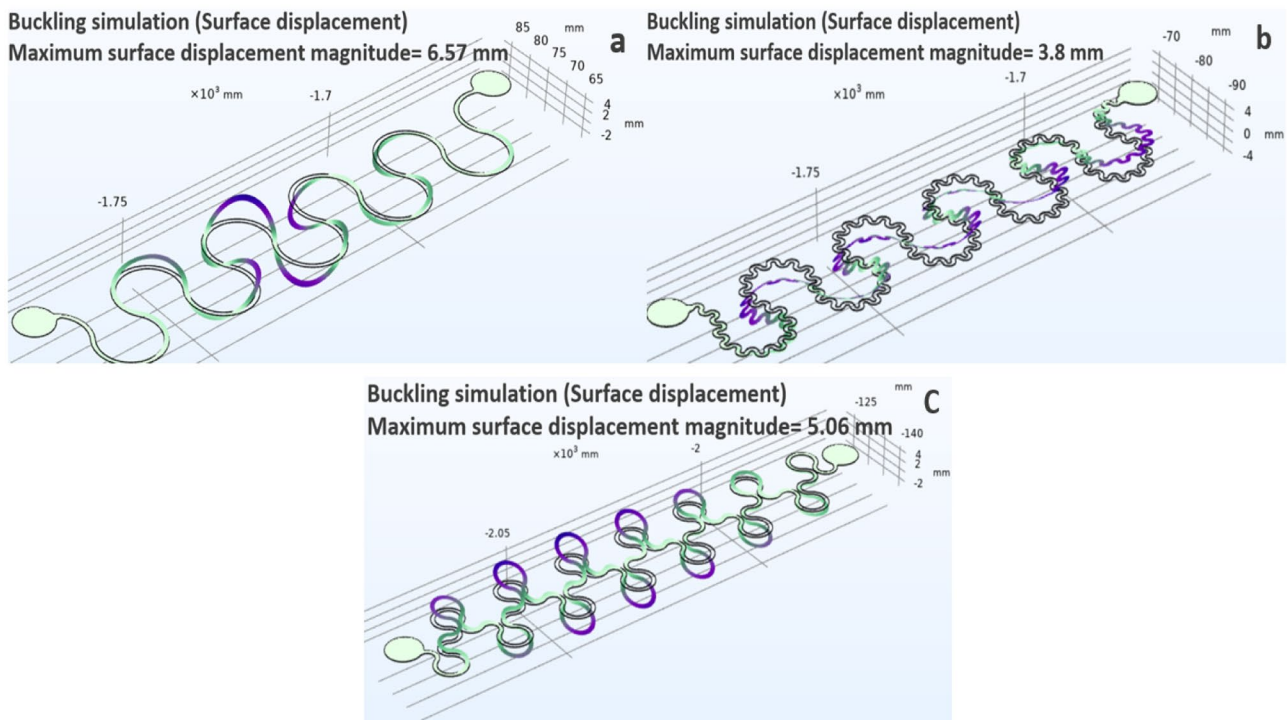 Buckling simulation (Surface displacement)
Maximum surface displacement magnitude= 6.57 mm
a
85
80
75
70
65
mm
4
2
-2
mm
×10³ mm
-1.7
-1.75
Buckling simulation (Surface displacement)
Maximum surface displacement magnitude= 3.8 mm
b
-70
mm
-80
-90
4
0
-4
mm
×10³ mm
-1.7
-1.75
Buckling simulation (Surface displacement)
Maximum surface displacement magnitude= 5.06 mm
C
mm
-125
-140
4
2
-2
mm
×10³ mm
-2
-2.05